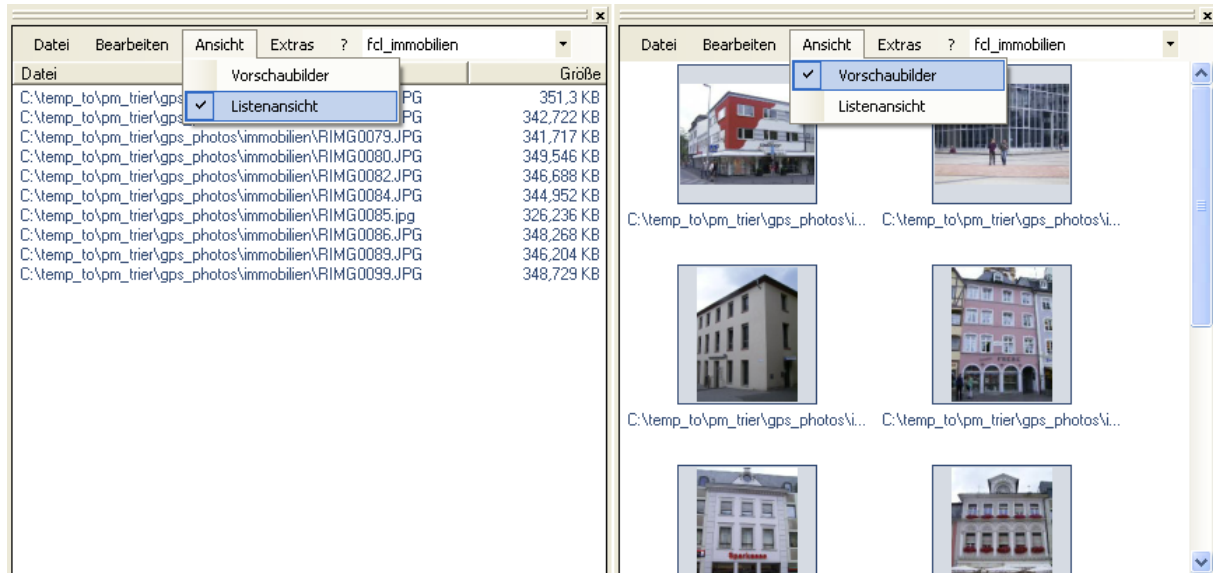 Datei Bearbeiten Ansicht Extras ? fcl_immobilien
Datei Größe
Vorschaubilder
Listenansicht
C:\temp_to\pm_trier\gps PG 351,3 KB
C:\temp_to\pm_trier\gps PG 342,722 KB
C:\temp_to\pm_trier\gps_photos\immobilien\RIMG0079.JPG 341,717 KB
C:\temp_to\pm_trier\gps_photos\immobilien\RIMG0080.JPG 349,546 KB
C:\temp_to\pm_trier\gps_photos\immobilien\RIMG0082.JPG 346,688 KB
C:\temp_to\pm_trier\gps_photos\immobilien\RIMG0084.JPG 344,952 KB
C:\temp_to\pm_trier\gps_photos\immobilien\RIMG0085.jpg 326,236 KB
C:\temp_to\pm_trier\gps_photos\immobilien\RIMG0086.JPG 348,268 KB
C:\temp_to\pm_trier\gps_photos\immobilien\RIMG0089.JPG 346,204 KB
C:\temp_to\pm_trier\gps_photos\immobilien\RIMG0099.JPG 348,729 KB
Datei Bearbeiten Ansicht Extras ? fcl_immobilien
Vorschaubilder
Listenansicht
C:\temp_to\pm_trier\gps_photos\i... C:\temp_to\pm_trier\gps_photos\i...
C:\temp_to\pm_trier\gps_photos\i... C:\temp_to\pm_trier\gps_photos\i...
Sparkasse